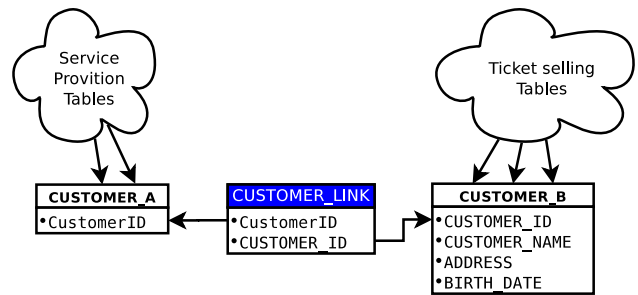 Service
Provition
Tables
Ticket selling
Tables
CUSTOMER_A
•CustomerID
CUSTOMER_LINK
•CustomerID
•CUSTOMER_ID
CUSTOMER_B
•CUSTOMER_ID
•CUSTOMER_NAME
•ADDRESS
•BIRTH_DATE